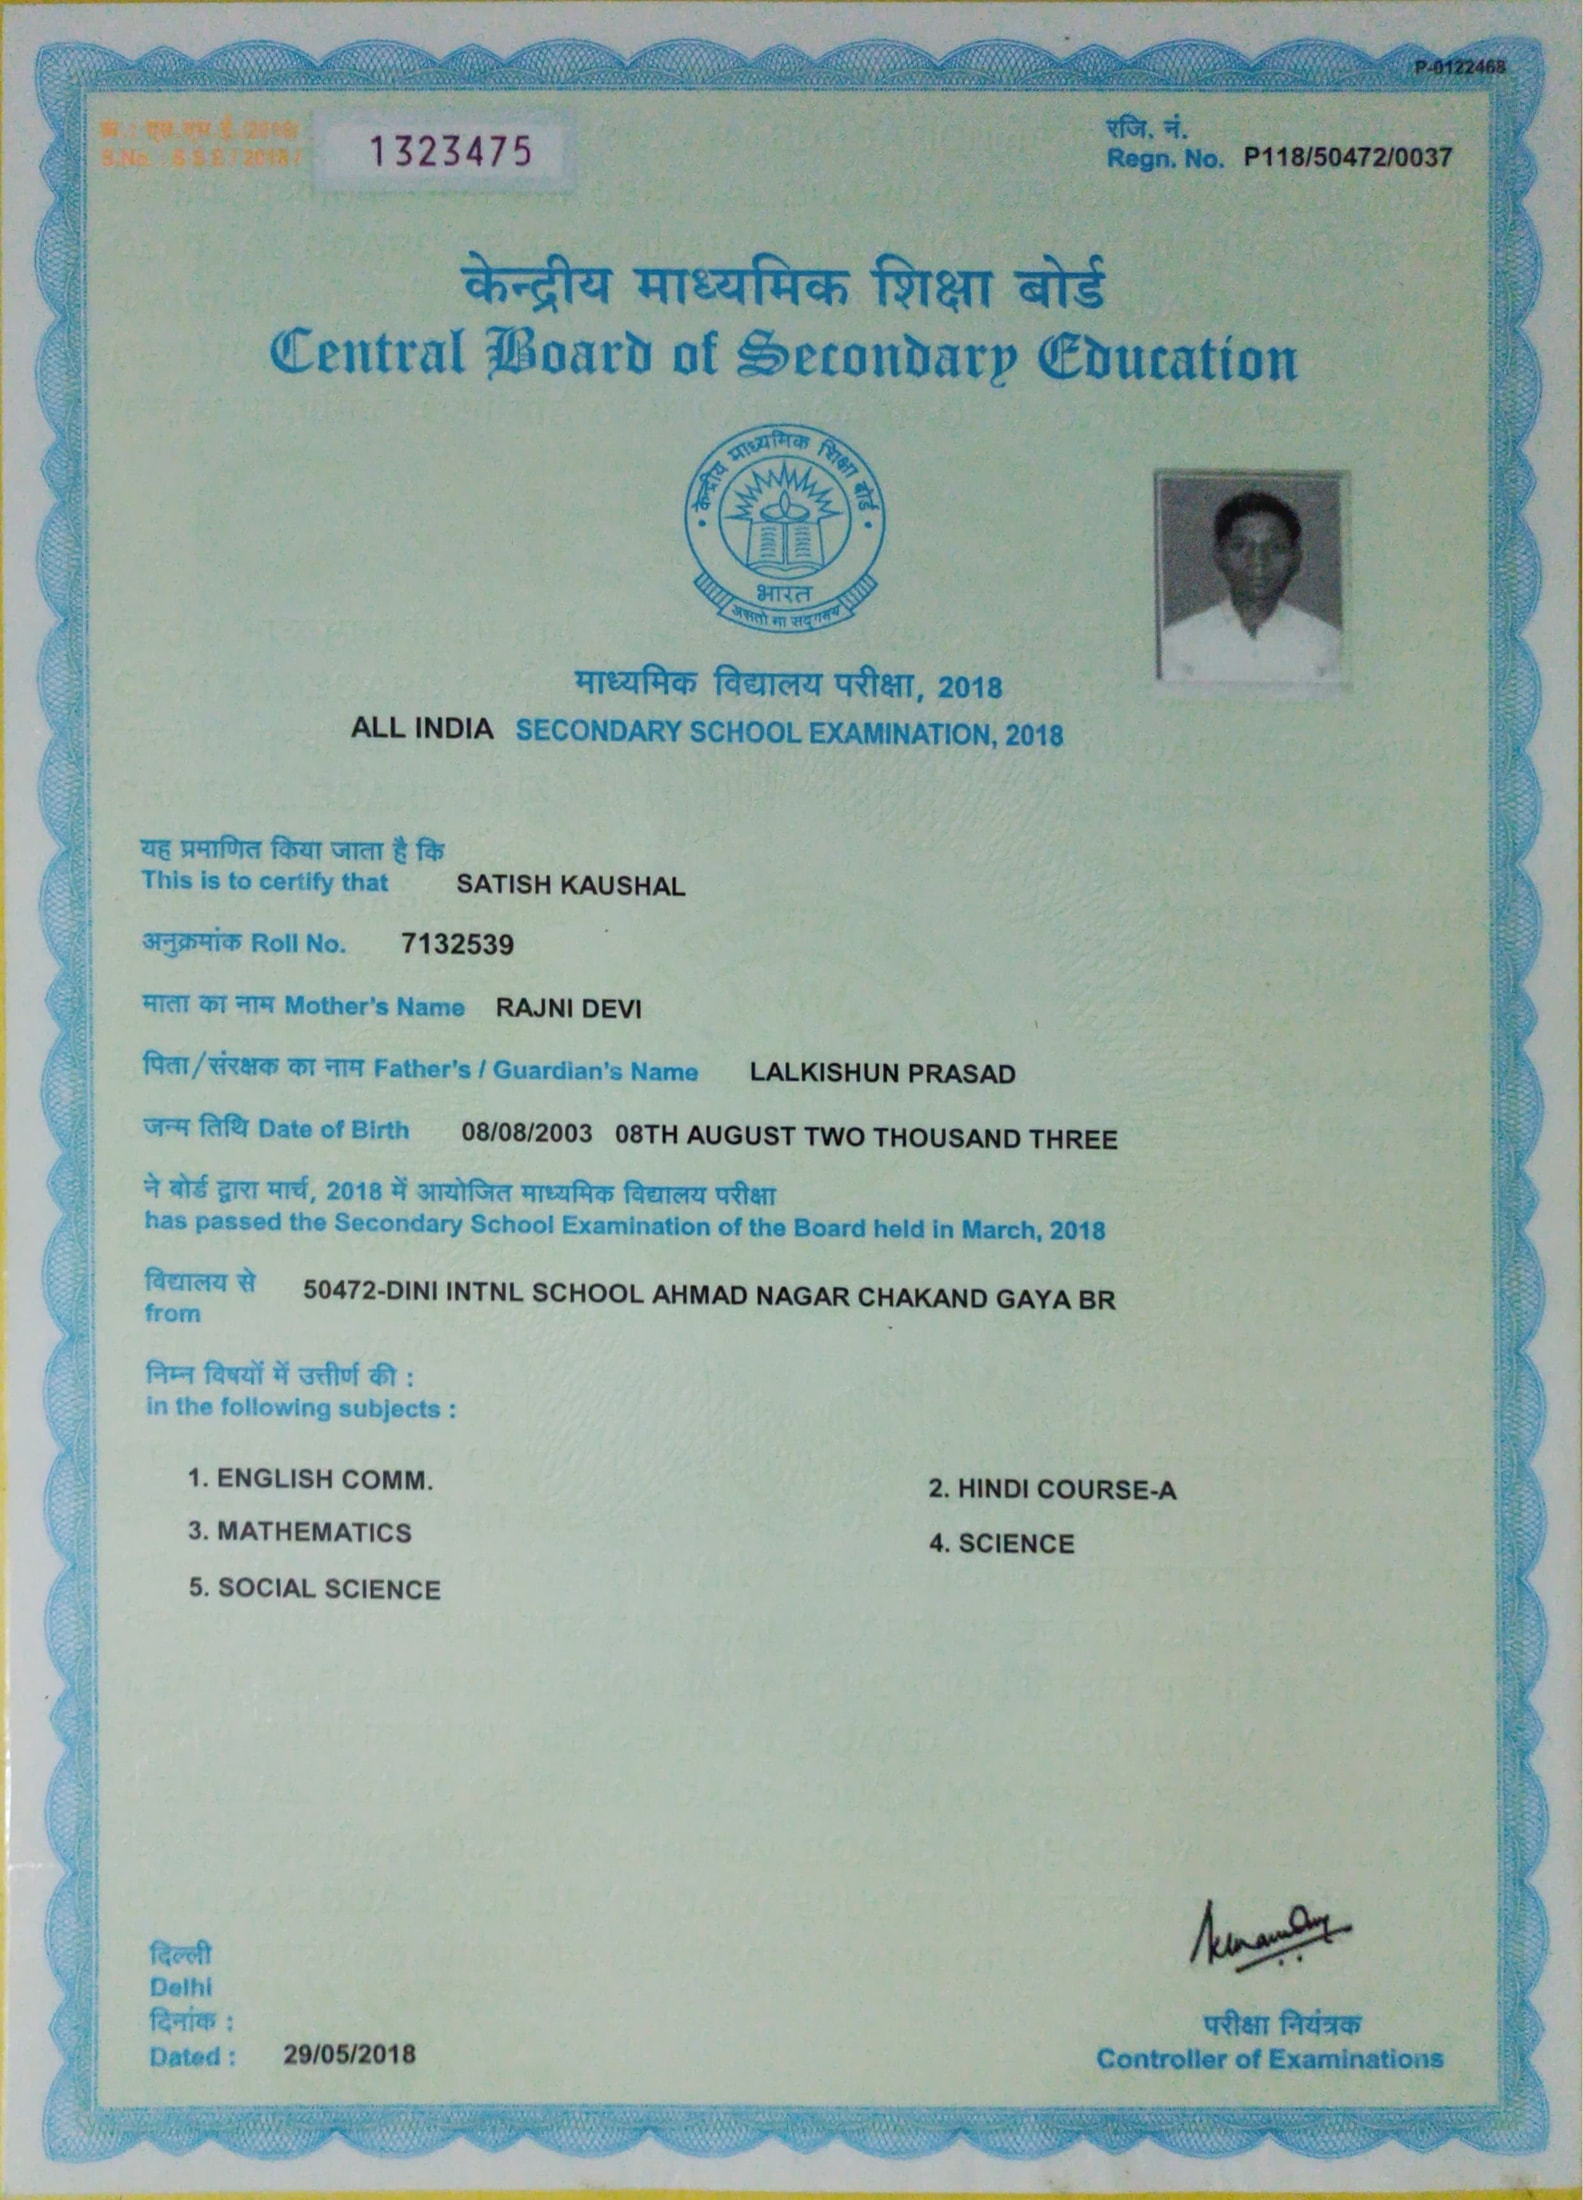 P-0122468
क्र.: एस.एस.ई./2018/
S.No. : S S E / 2018 /
1323475
रजि. नं.
Regn. No. P118/50472/0037
केन्द्रीय माध्यमिक शिक्षा बोर्ड
Central Board of Secondary Education
केन्द्रीय माध्यमिक शिक्षा बोर्ड
भारत
असतो मा सद्गमय
माध्यमिक विद्यालय परीक्षा, 2018
ALL INDIA SECONDARY SCHOOL EXAMINATION, 2018
यह प्रमाणित किया जाता है कि
This is to certify that SATISH KAUSHAL
अनुक्रमांक Roll No. 7132539
माता का नाम Mother's Name RAJNI DEVI
पिता/संरक्षक का नाम Father's / Guardian's Name LALKISHUN PRASAD
जन्म तिथि Date of Birth 08/08/2003 08TH AUGUST TWO THOUSAND THREE
ने बोर्ड द्वारा मार्च, 2018 में आयोजित माध्यमिक विद्यालय परीक्षा
has passed the Secondary School Examination of the Board held in March, 2018
विद्यालय से
from 50472-DINI INTNL SCHOOL AHMAD NAGAR CHAKAND GAYA BR
निम्न विषयों में उत्तीर्ण की :
in the following subjects :
1. ENGLISH COMM.
2. HINDI COURSE-A
3. MATHEMATICS
4. SCIENCE
5. SOCIAL SCIENCE
दिल्ली
Delhi
दिनांक :
Dated : 29/05/2018
परीक्षा नियंत्रक
Controller of Examinations